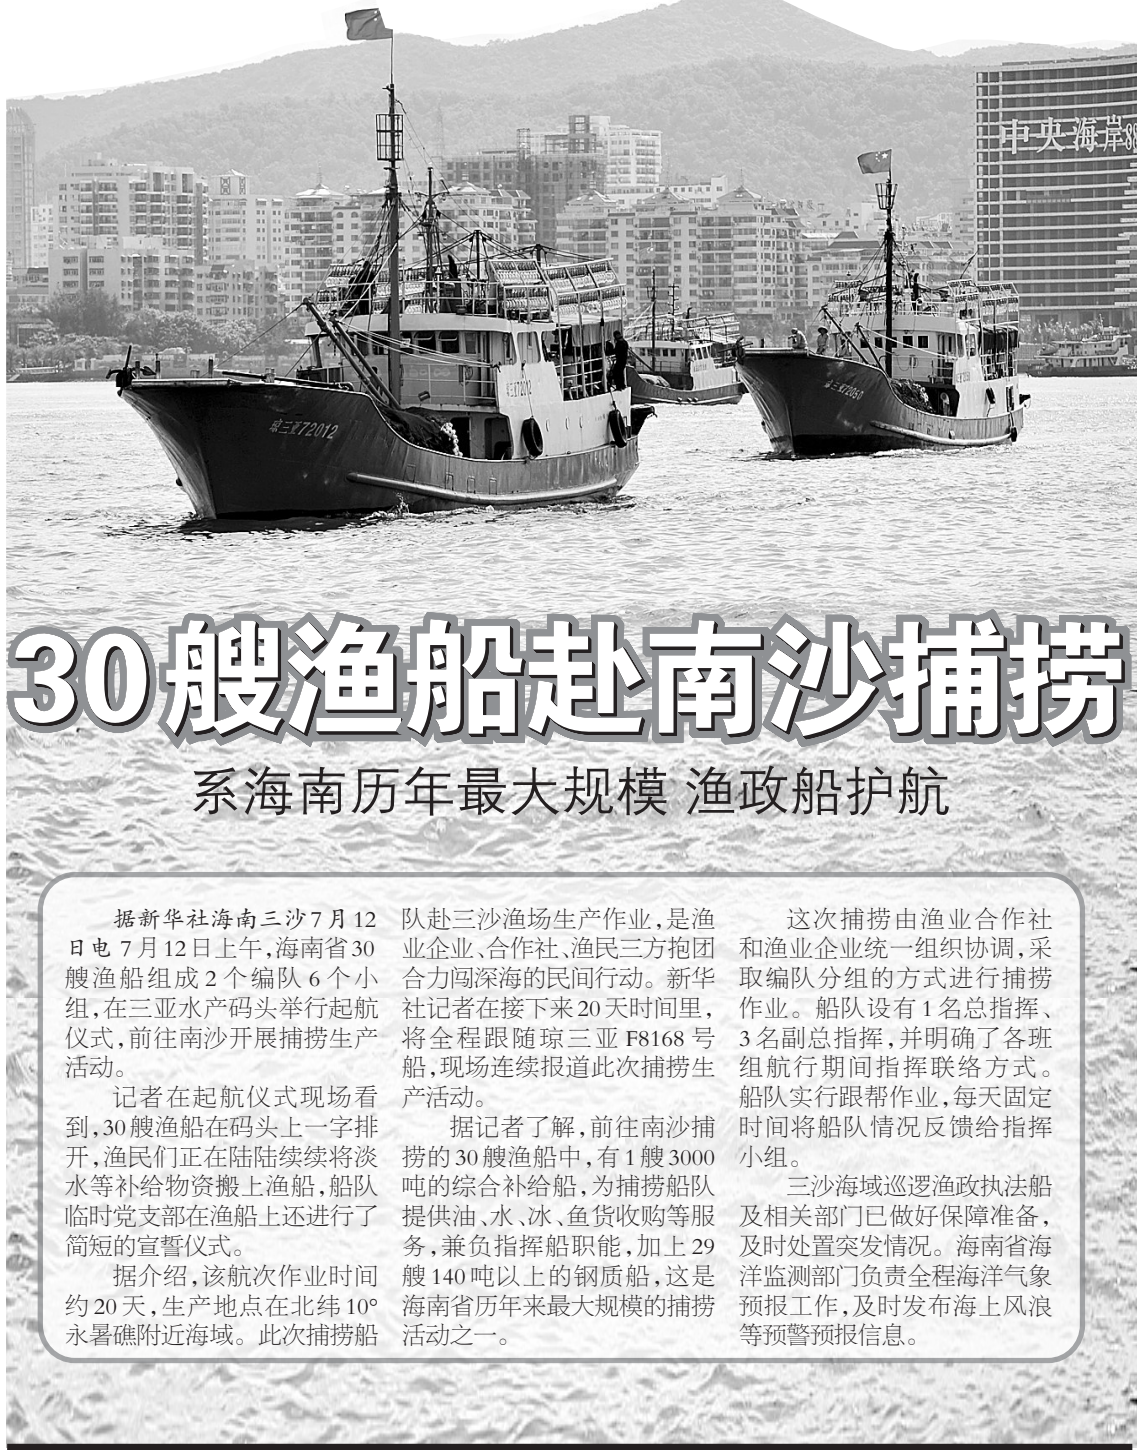 中央海岸
琼三亚72012
琼三亚72012
琼三亚72050
30艘渔船赴南沙捕捞
系海南历年最大规模 渔政船护航
据新华社海南三沙7月12
日电 7月12日上午,海南省30
艘渔船组成2个编队6个小
组,在三亚水产码头举行起航
仪式,前往南沙开展捕捞生产
活动。
记者在起航仪式现场看
到,30艘渔船在码头上一字排
开,渔民们正在陆陆续续将淡
水等补给物资搬上渔船,船队
临时党支部在渔船上还进行了
简短的宣誓仪式。
据介绍,该航次作业时间
约20天,生产地点在北纬10°
永暑礁附近海域。此次捕捞船
队赴三沙渔场生产作业,是渔
业企业、合作社、渔民三方抱团
合力闯深海的民间行动。新华
社记者在接下来20天时间里,
将全程跟随琼三亚F8168号
船,现场连续报道此次捕捞生
产活动。
据记者了解,前往南沙捕
捞的30艘渔船中,有1艘3000
吨的综合补给船,为捕捞船队
提供油、水、冰、鱼货收购等服
务,兼负指挥船职能,加上29
艘140吨以上的钢质船,这是
海南省历年来最大规模的捕捞
活动之一。
这次捕捞由渔业合作社
和渔业企业统一组织协调,采
取编队分组的方式进行捕捞
作业。船队设有1名总指挥、
3名副总指挥,并明确了各班
组航行期间指挥联络方式。
船队实行跟帮作业,每天固定
时间将船队情况反馈给指挥
小组。
三沙海域巡逻渔政执法船
及相关部门已做好保障准备,
及时处置突发情况。海南省海
洋监测部门负责全程海洋气象
预报工作,及时发布海上风浪
等预警预报信息。